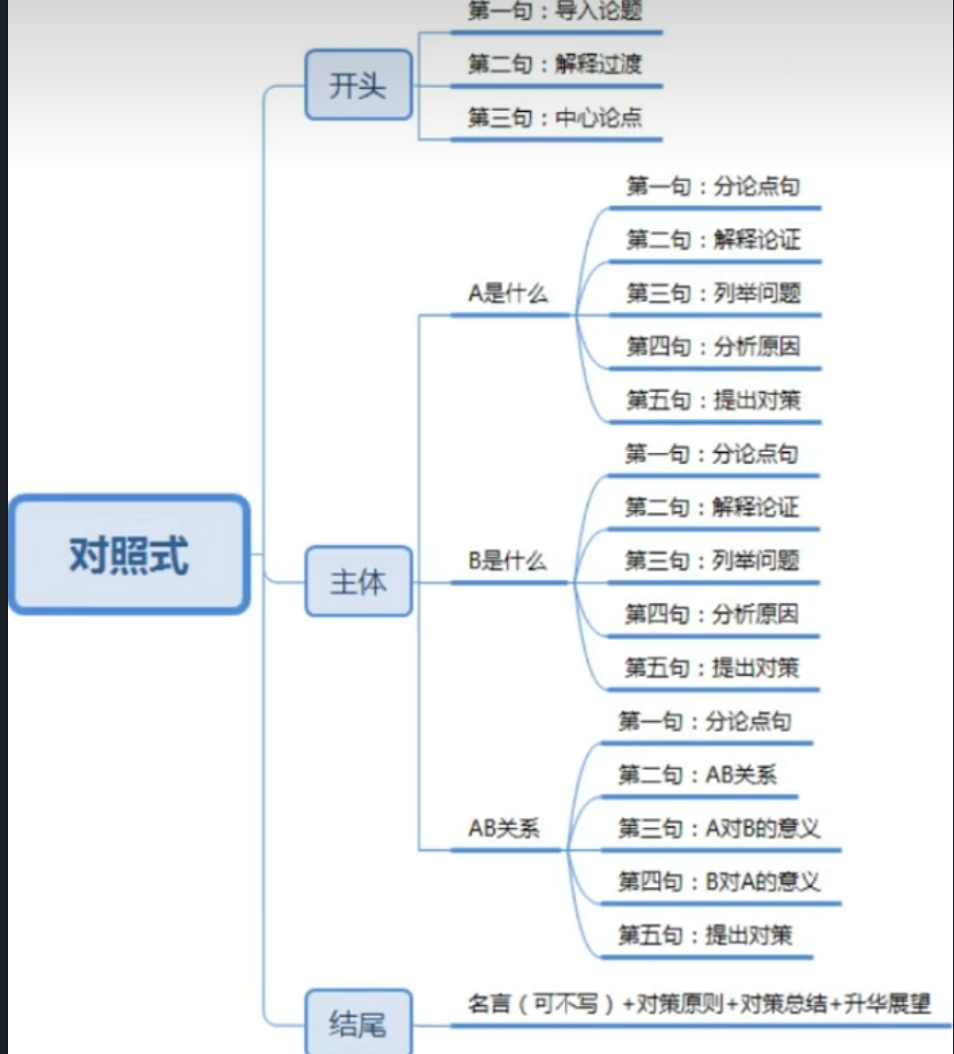 第一句：导入论题
第二句：解释过渡
第三句：中心论点
开头
第一句：分论点句
第二句：解释论证
第三句：列举问题
第四句：分析原因
第五句：提出对策
A是什么
第一句：分论点句
第二句：解释论证
第三句：列举问题
第四句：分析原因
第五句：提出对策
B是什么
对照式
主体
第一句：分论点句
第二句：AB关系
第三句：A对B的意义
第四句：B对A的意义
第五句：提出对策
AB关系
名言（可不写）+对策原则+对策总结+升华展望
结尾